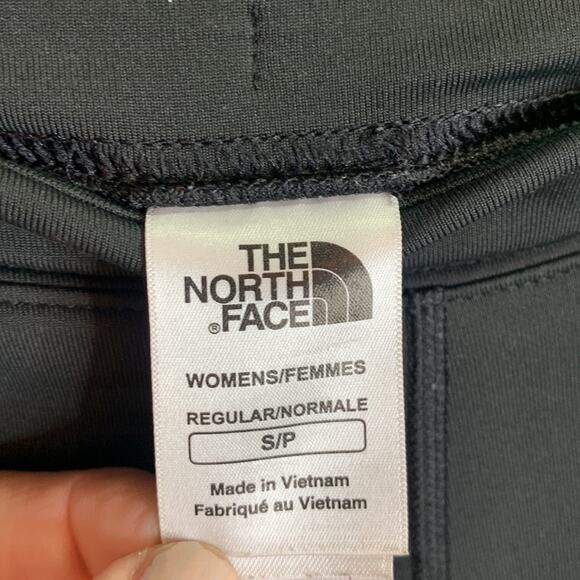 THE
NORTH
® FACE
WOMENS/FEMMES
REGULAR/NORMALE
S/P
Made in Vietnam
Fabriqué au Vietnam